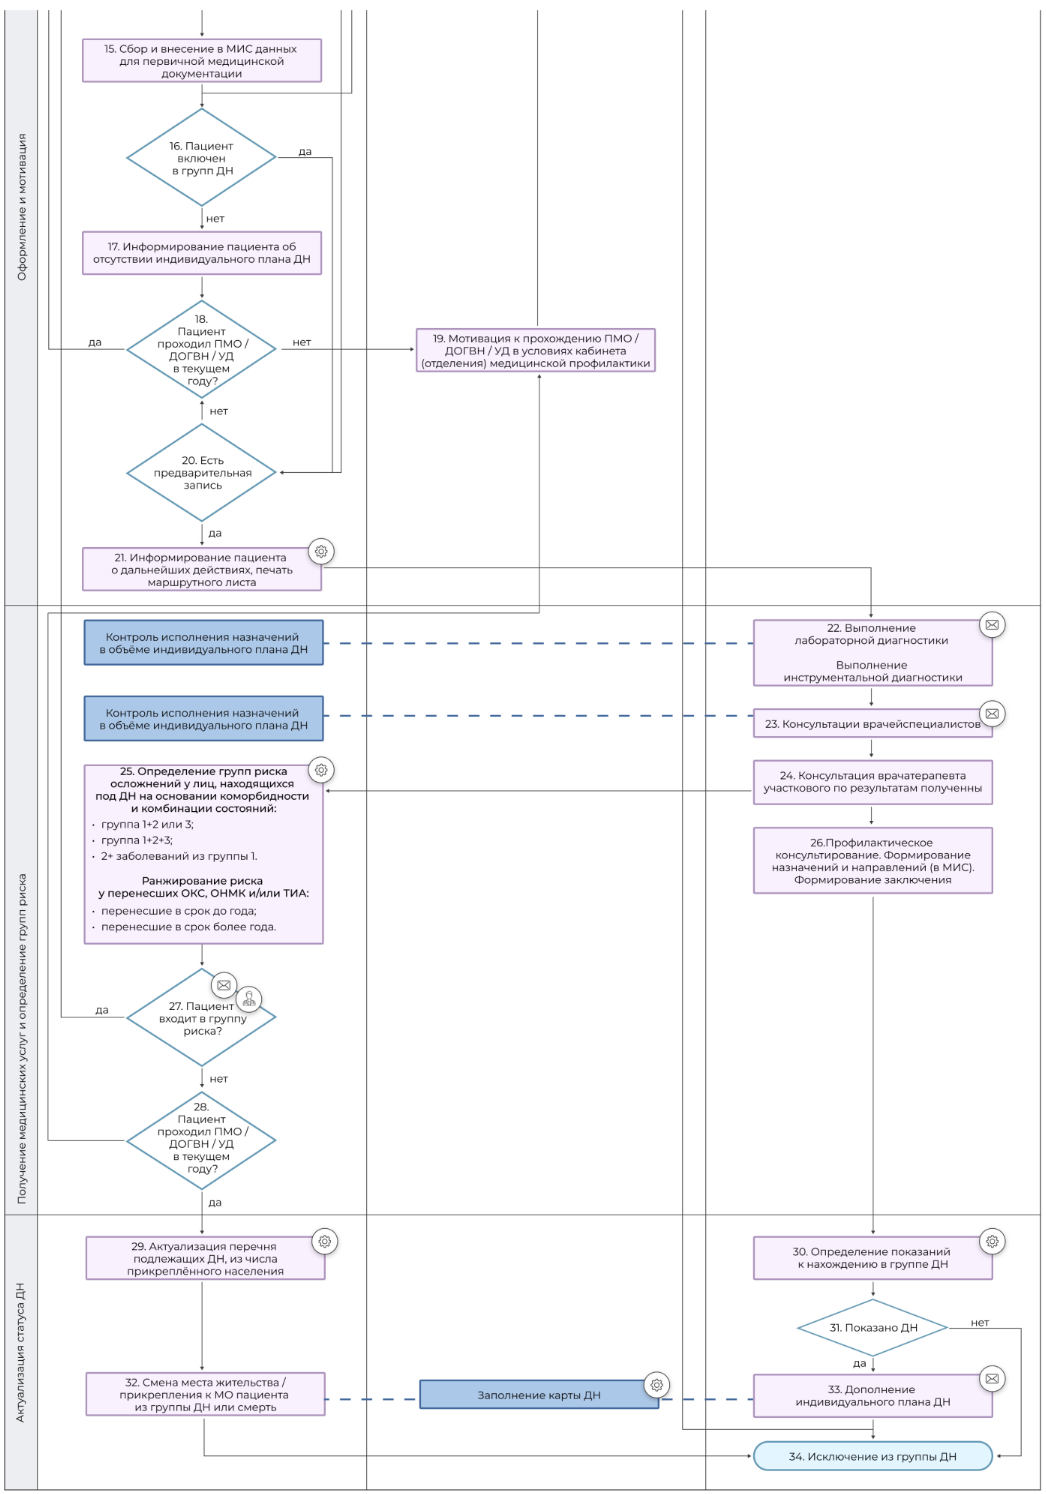 Оформление и мотивация
15. Сбор и внесение в МИС данных
для первичной медицинской
документации
16. Пациент
включен
в групп ДН
да
нет
17. Информирование пациента об
отсутствии индивидуального плана ДН
18.
Пациент
проходил ПМО /
ДОГВН / УД
в текущем
году?
да
нет
19. Мотивация к прохождению ПМО /
ДОГВН / УД в условиях кабинета
(отделения) медицинской профилактики
нет
20. Есть
предварительная
запись
да
21. Информирование пациента
о дальнейших действиях, печать
маршрутного листа
Получение медицинских услуг и определение групп риска
Контроль исполнения назначений
в объёме индивидуального плана ДН
22. Выполнение
лабораторной диагностики
Выполнение
инструментальной диагностики
Контроль исполнения назначений
в объёме индивидуального плана ДН
23. Консультации врачейспециалистов
25. Определение групп риска
осложнений у лиц, находящихся
под ДН на основании коморбидности
и комбинации состояний:
· группа 1+2 или 3;
· группа 1+2+3;
· 2+ заболеваний из группы 1.
Ранжирование риска
у перенесших ОКС, ОНМК и/или ТИА:
· перенесшие в срок до года;
· перенесшие в срок более года.
24. Консультация врачатерапевта
участкового по результатам полученны
26.Профилактическое
консультирование. Формирование
назначений и направлений (в МИС).
Формирование заключения
27. Пациент
входит в группу
риска?
да
нет
28.
Пациент
проходил ПМО /
ДОГВН / УД
в текущем
году?
да
Актуализация статуса ДН
29. Актуализация перечня
подлежащих ДН, из числа
прикреплённого населения
30. Определение показаний
к нахождению в группе ДН
31. Показано ДН
нет
да
32. Смена места жительства /
прикрепления к МО пациента
из группы ДН или смерть
Заполнение карты ДН
33. Дополнение
индивидуального плана ДН
34. Исключение из группы ДН